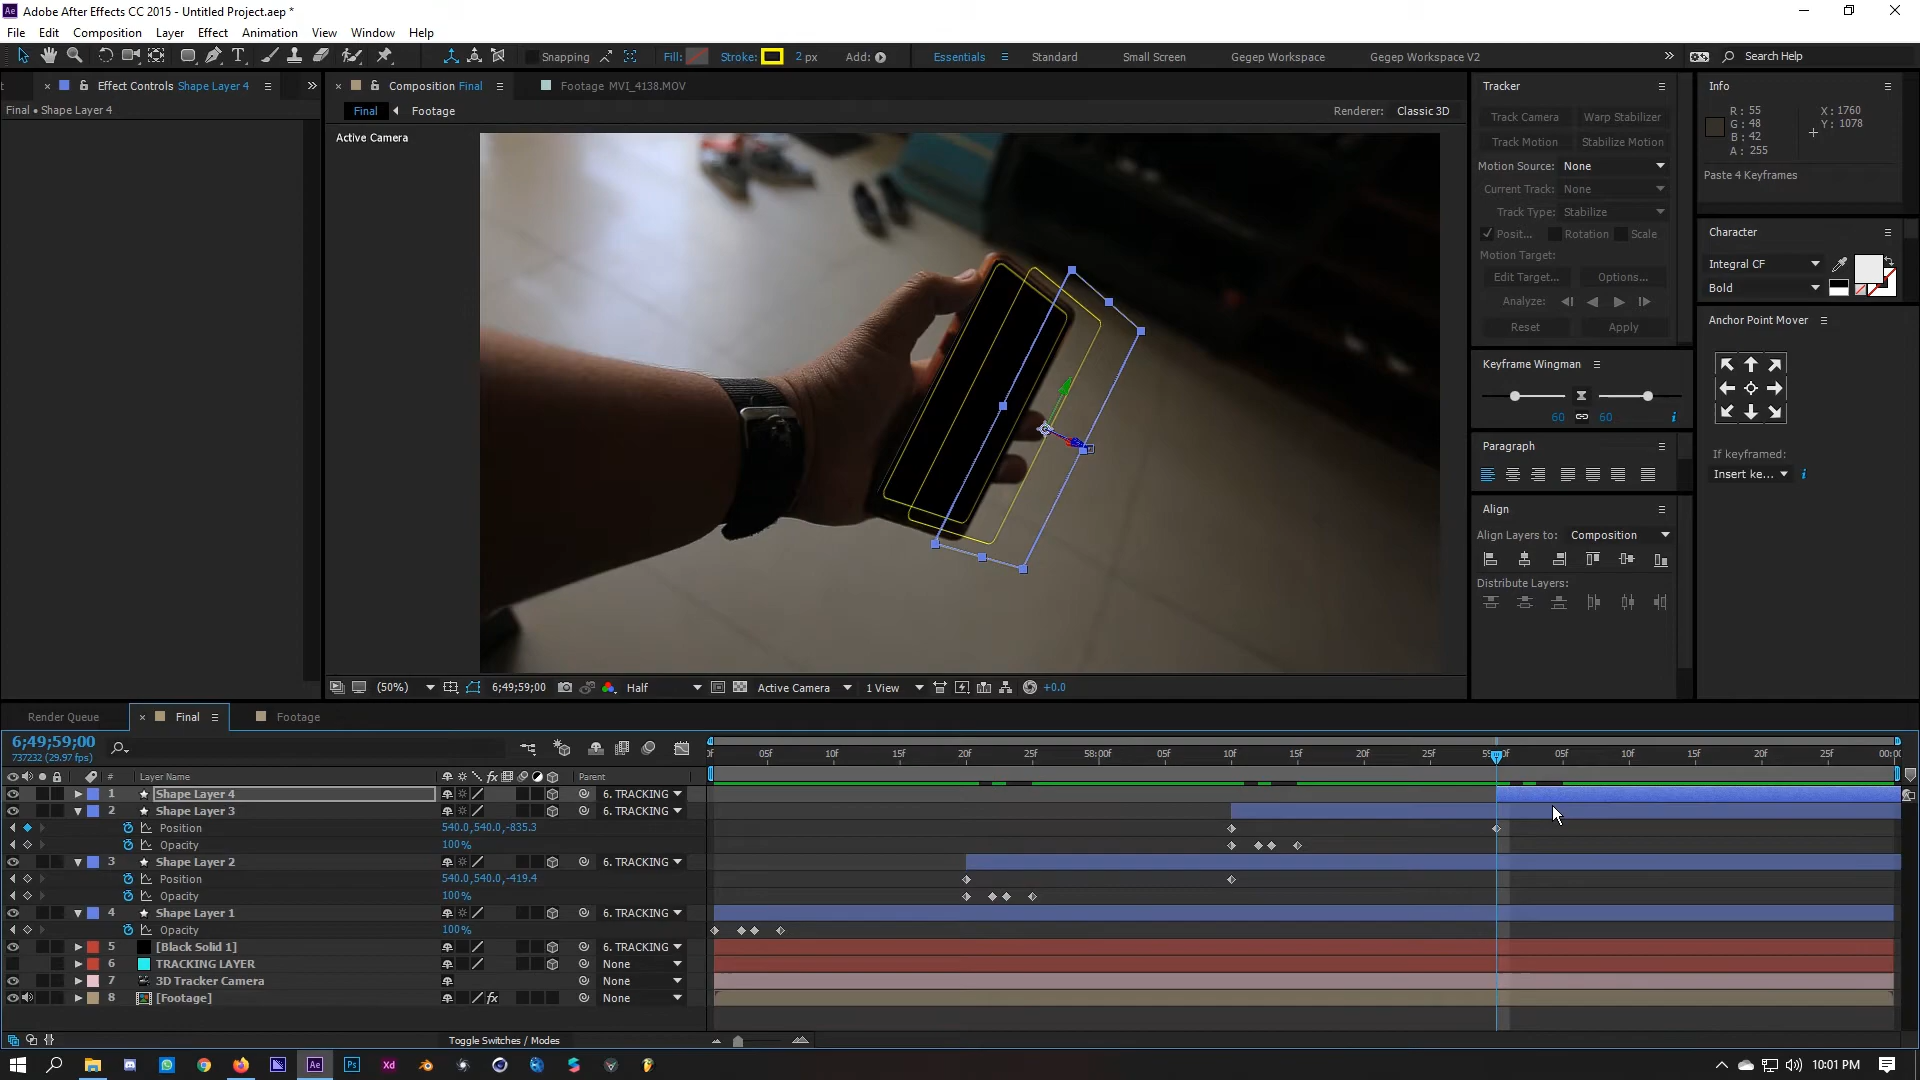 Adobe After Effects CC 2015 - Untitled Project.aep *
File Edit Composition Layer Effect Animation View Window Help
Snapping Fill: Stroke: 2 px Add: Essentials Standard Small Screen Gegep Workspace Gegep Workspace V2 Search Help
Effect Controls Shape Layer 4
Final • Shape Layer 4
Composition Final
Footage MVI_4138.MOV
Final Footage
Renderer: Classic 3D
Active Camera
(50%) 6;49;59;00 Half Active Camera 1 View +0.0
Tracker
Track Camera Warp Stabilizer
Track Motion Stabilize Motion
Motion Source: None
Current Track: None
Track Type: Stabilize
Posit... Rotation Scale
Motion Target:
Edit Target... Options...
Analyze:
Reset Apply
Keyframe Wingman
60 60
Paragraph
Align
Align Layers to: Composition
Distribute Layers:
Info
R: 55
G: 48
B: 42
A: 255
X: 1760
Y: 1078
Paste 4 Keyframes
Character
Integral CF
Bold
Anchor Point Mover
If keyframed:
Insert ke...
Render Queue Final Footage
6;49;59;00
737232 (29.97 fps)
05f 10f 15f 20f 25f 58:00f 05f 10f 15f 20f 25f 05f 10f 15f 20f 25f
# Layer Name Parent
1 Shape Layer 4 6. TRACKING
2 Shape Layer 3 6. TRACKING
Position 540.0,540.0,-835.3
Opacity 100%
3 Shape Layer 2 6. TRACKING
Position 540.0,540.0,-419.4
Opacity 100%
4 Shape Layer 1 6. TRACKING
Opacity 100%
5 [Black Solid 1] 6. TRACKING
6 TRACKING LAYER None
7 3D Tracker Camera None
8 [Footage] None
Toggle Switches / Modes
10:01 PM